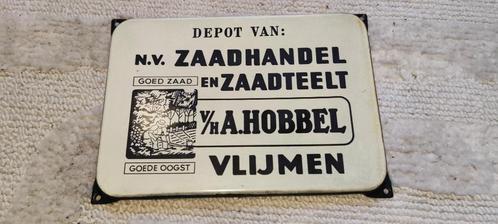 DEPOT VAN:
N.V. ZAADHANDEL
EN ZAADTEELT
GOED ZAAD
V/H A.HOBBEL
GOEDE OOGST
VLIJMEN